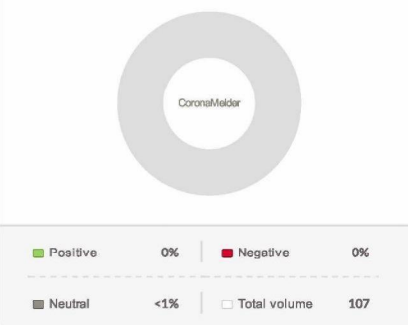 CoronaMelder
Positive 0% Negative 0%
Neutral <1% Total volume 107